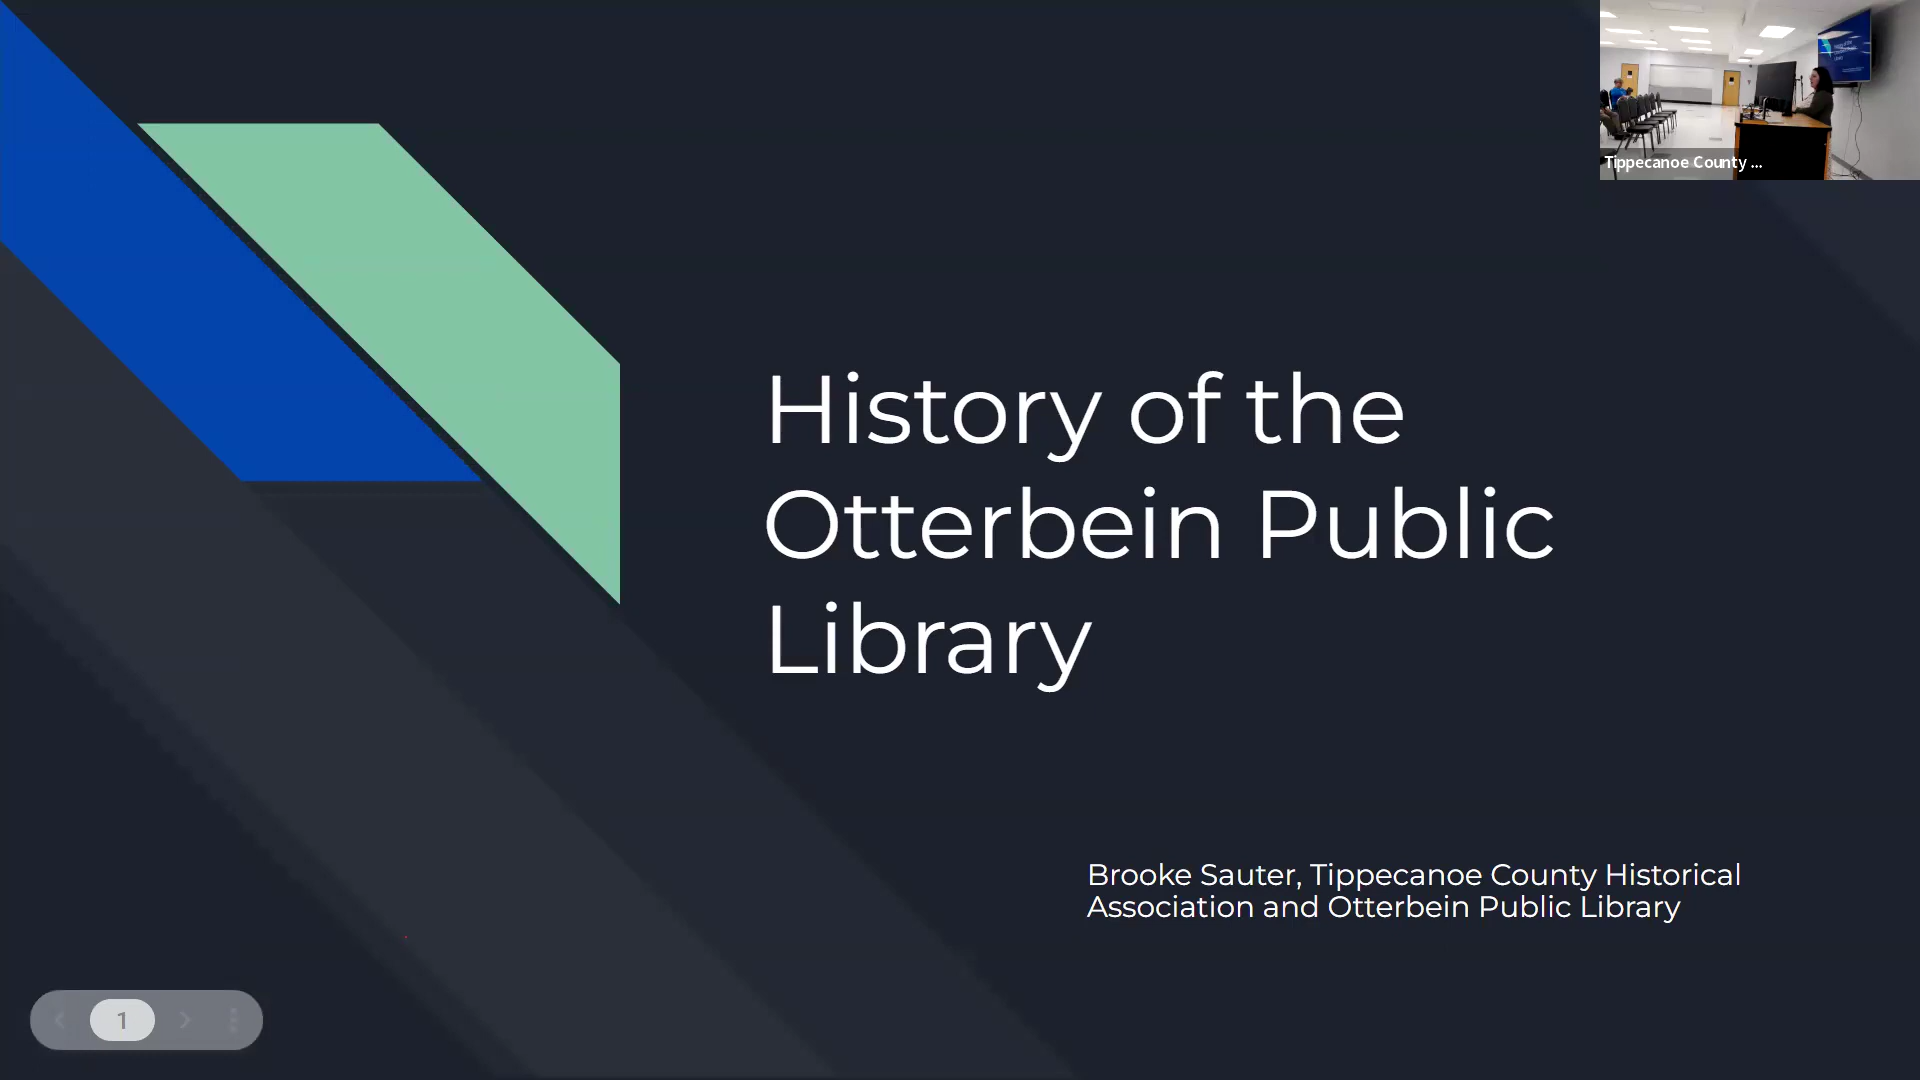 Tippecanoe County ...
History of the
Otterbein Public
Library
Brooke Sauter, Tippecanoe County Historical
Association and Otterbein Public Library
1